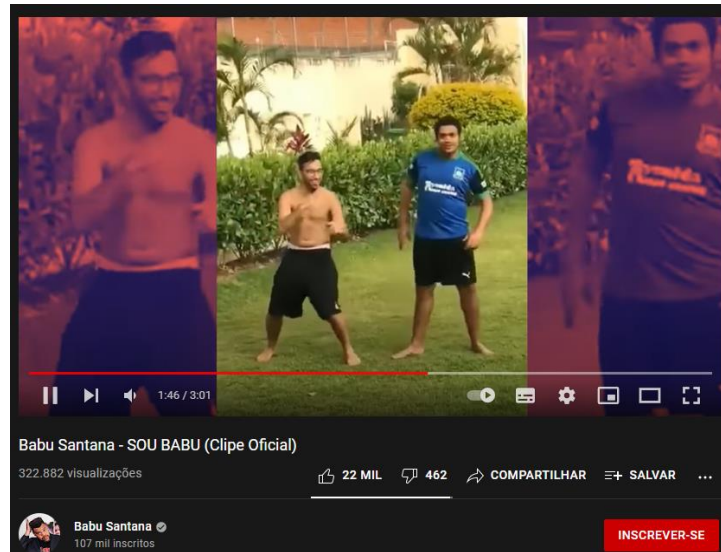 1:46 / 3:01
Babu Santana - SOU BABU (Clipe Oficial)
322.882 visualizações
22 MIL
462
COMPARTILHAR
SALVAR
...
Babu Santana
107 mil inscritos
INSCREVER-SE